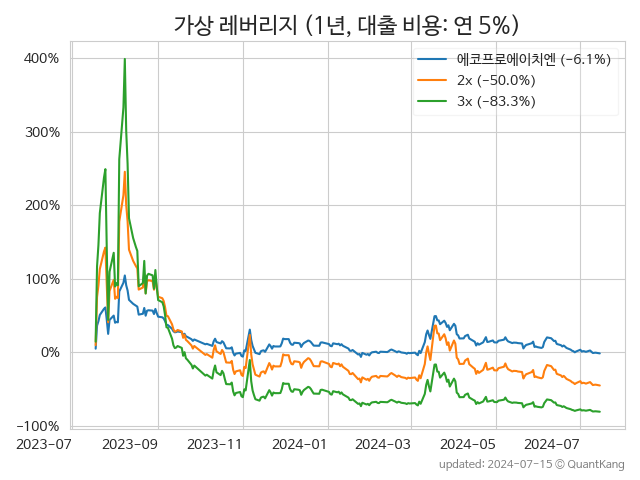 가상 레버리지 (1년, 대출 비용: 연 5%)
에코프로에이치엔 (−6.1%)
2x (−50.0%)
3x (−83.3%)
400%
300%
200%
100%
0%
−100%
2023−07 2023−09 2023−11 2024−01 2024−03 2024−05 2024−07
updated: 2024-07-15 © QuantKang